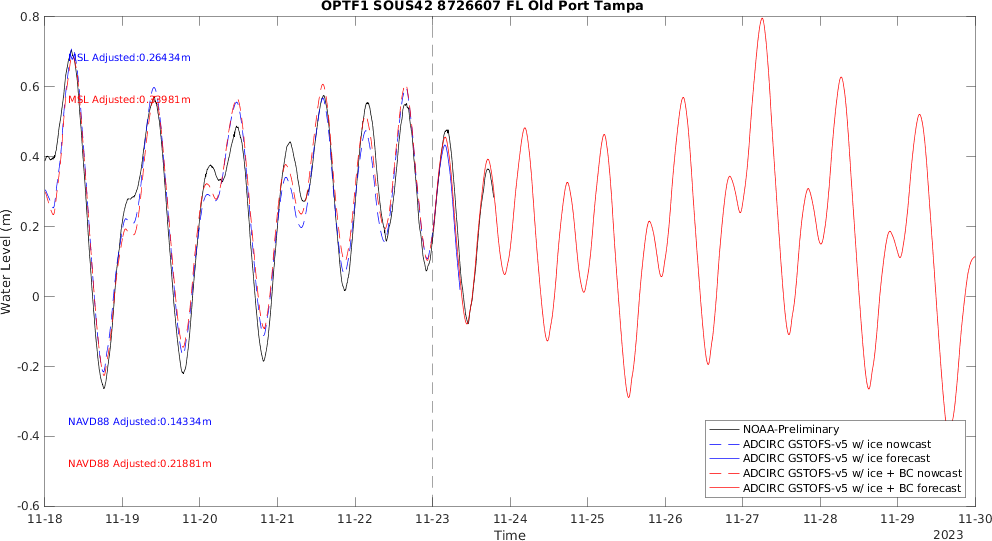 OPTF1 SOUS42 8726607 FL Old Port Tampa
0.8
MSL Adjusted:0.26434m
0.6
MSL Adjusted:0.33981m
0.4
0.2
Water Level (m)
0
-0.2
NAVD88 Adjusted:0.14334m
-0.4
NAVD88 Adjusted:0.21881m
NOAA-Preliminary
ADCIRC GSTOFS-v5 w/ ice nowcast
ADCIRC GSTOFS-v5 w/ ice forecast
ADCIRC GSTOFS-v5 w/ ice + BC nowcast
ADCIRC GSTOFS-v5 w/ ice + BC forecast
-0.6
11-18 11-19 11-20 11-21 11-22 11-23 11-24 11-25 11-26 11-27 11-28 11-29 11-30
Time
2023